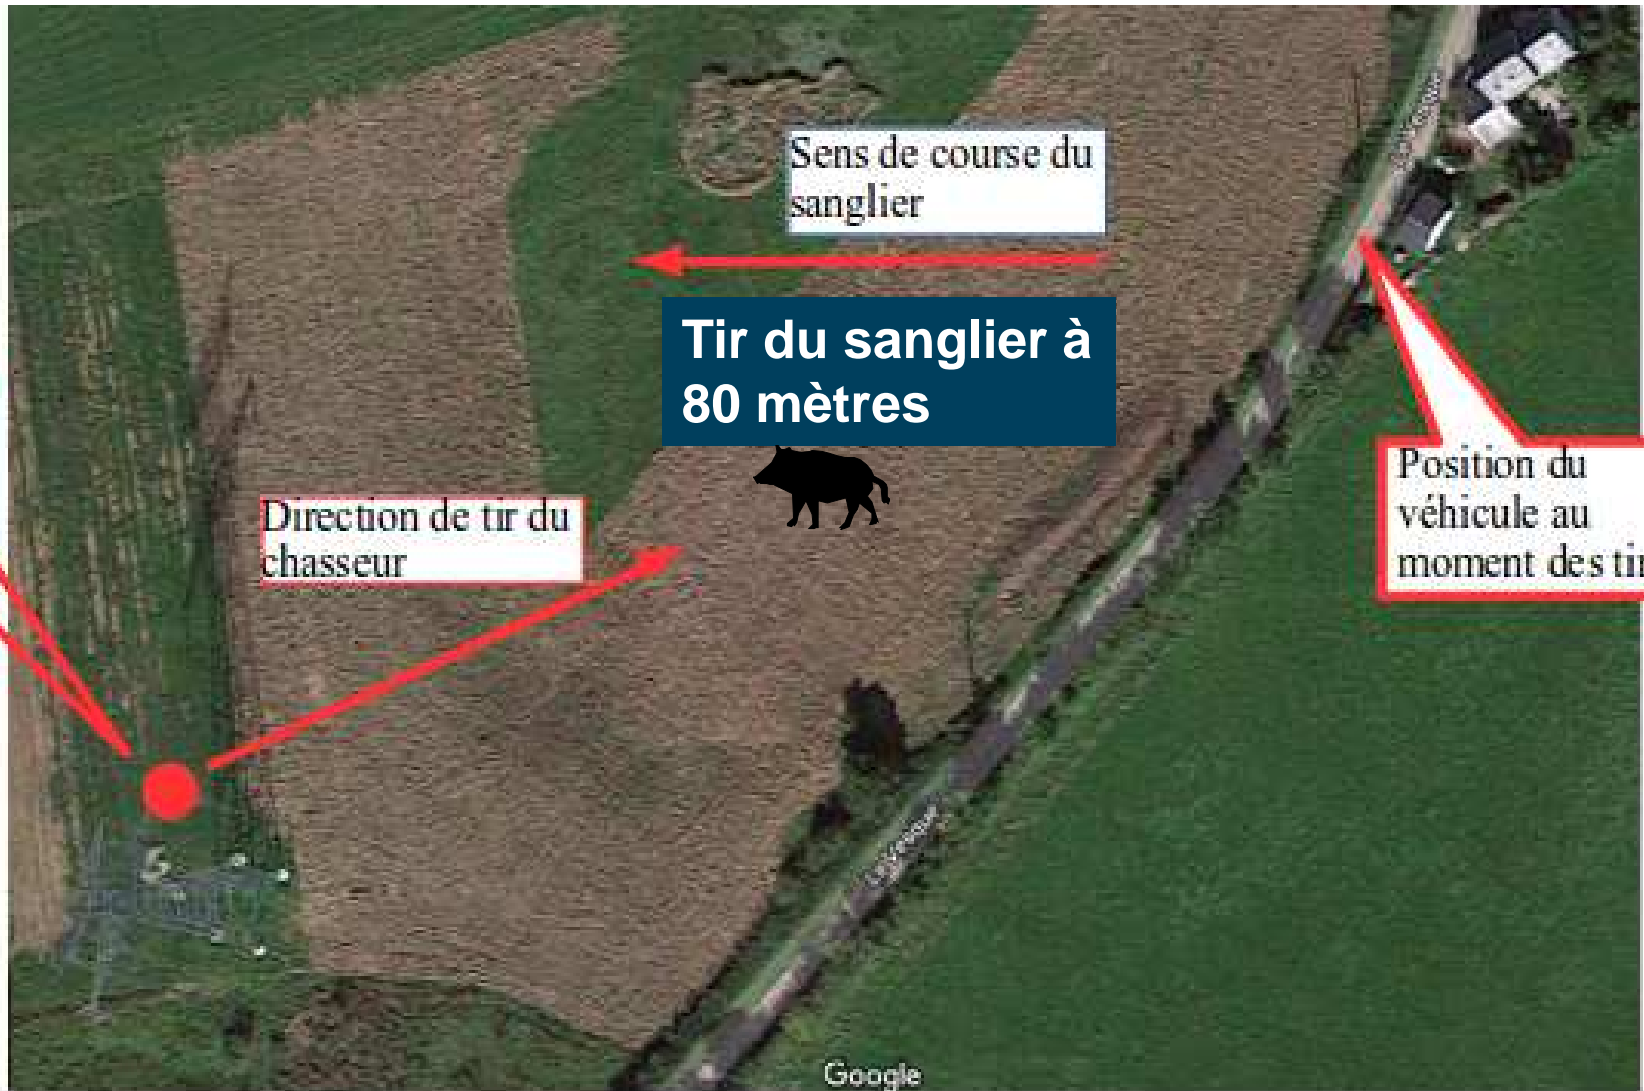 Sens de course du
sanglier
Tir du sanglier à
80 mètres
Direction de tir du
chasseur
Position du
véhicule au
moment des tir
Google